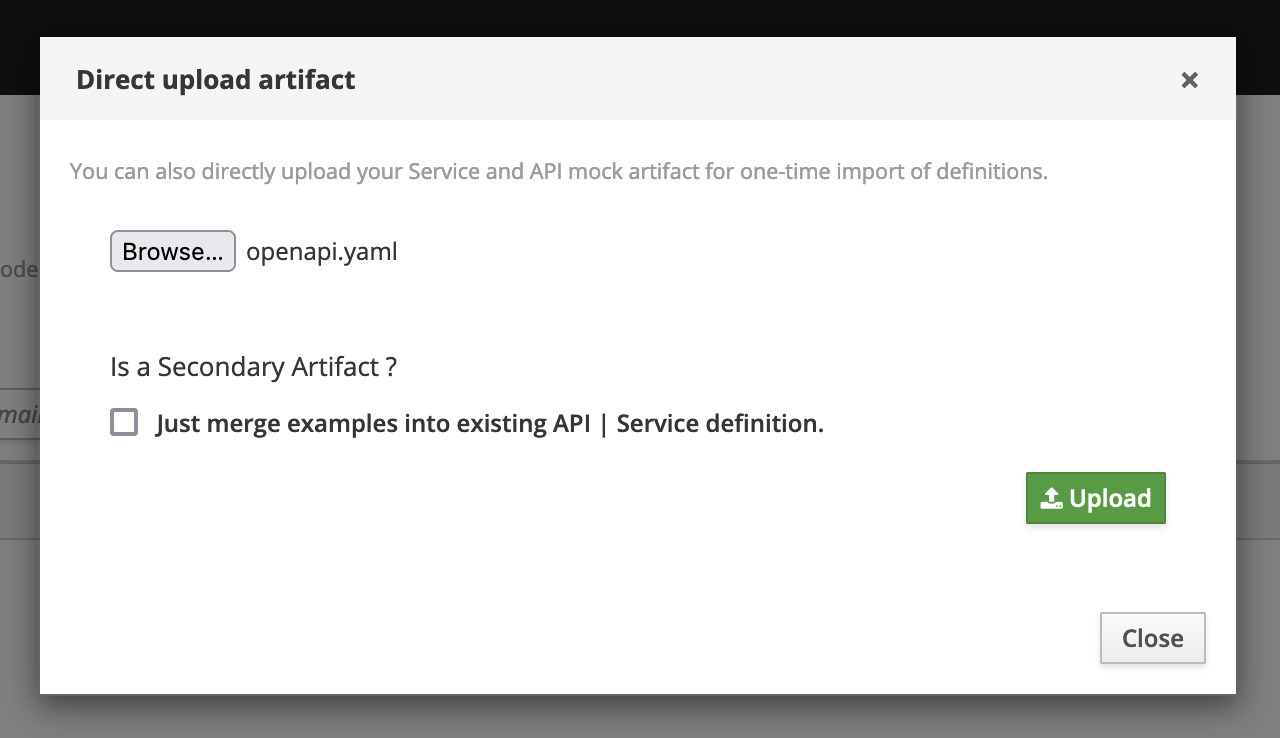 Direct upload artifact
You can also directly upload your Service and API mock artifact for one-time import of definitions.
Browse... openapi.yaml
ode
Is a Secondary Artifact ?
mail
Just merge examples into existing API | Service definition.
Upload
Close